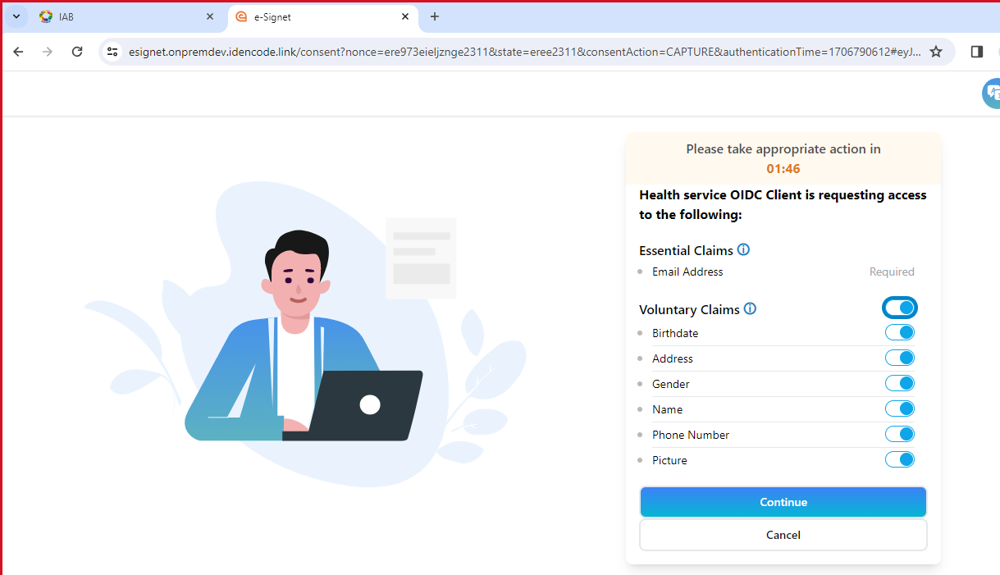 IAB
e-Signet
esignet.onpremdev.idencode.link/consent?nonce=ere973eieljznge2311&state=eree2311&consentAction=CAPTURE&authenticationTime=1706790612#eyJ...
Please take appropriate action in
01:46
Health service OIDC Client is requesting access
to the following:
Essential Claims
Email Address Required
Voluntary Claims
Birthdate
Address
Gender
Name
Phone Number
Picture
Continue
Cancel